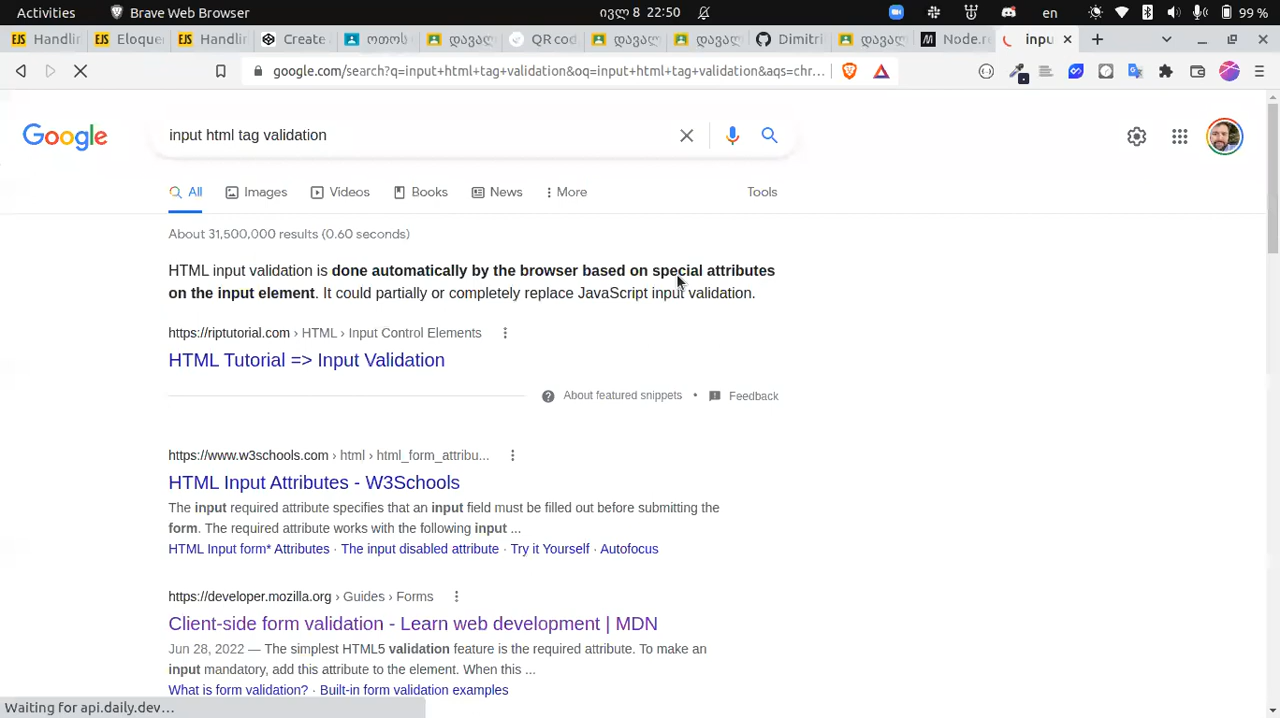 Activities
Brave Web Browser
ივლ 8 22:50
en
99 %
EJS Handlin
EJS Eloque
EJS Handlin
Create
ოთოს
დავალ
QR cod
დავალ
დავალ
Dimitri
დავალ
Node.r
inpu
google.com/search?q=input+html+tag+validation&oq=input+html+tag+validation&aqs=chr...
Google
input html tag validation
All
Images
Videos
Books
News
More
Tools
About 31,500,000 results (0.60 seconds)
HTML input validation is done automatically by the browser based on special attributes
on the input element. It could partially or completely replace JavaScript input validation.
https://riptutorial.com › HTML › Input Control Elements
HTML Tutorial => Input Validation
About featured snippets • Feedback
https://www.w3schools.com › html › html_form_attribu...
HTML Input Attributes - W3Schools
The input required attribute specifies that an input field must be filled out before submitting the
form. The required attribute works with the following input ...
HTML Input form* Attributes · The input disabled attribute · Try it Yourself · Autofocus
https://developer.mozilla.org › Guides › Forms
Client-side form validation - Learn web development | MDN
Jun 28, 2022 — The simplest HTML5 validation feature is the required attribute. To make an
input mandatory, add this attribute to the element. When this ...
What is form validation? · Built-in form validation examples
Waiting for api.daily.dev…